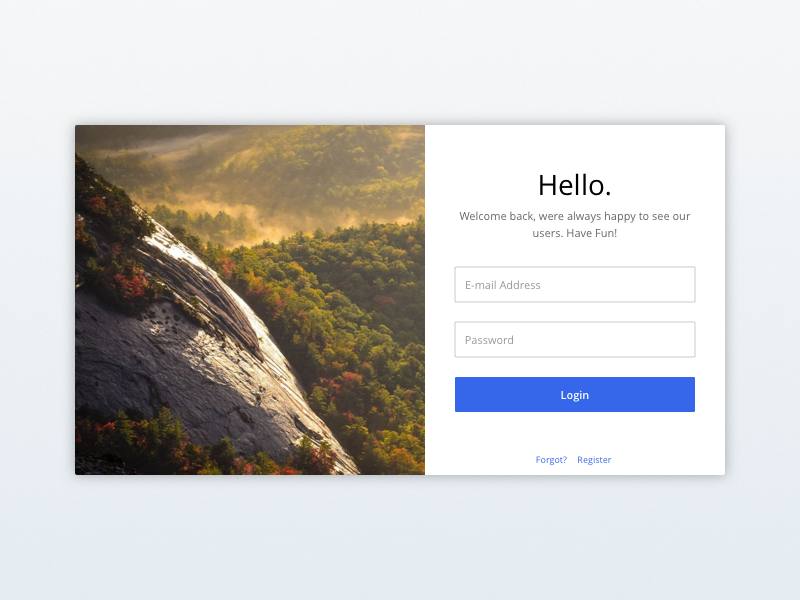 Hello.
Welcome back, were always happy to see our
users. Have Fun!
E-mail Address
Password
Login
Forgot? Register